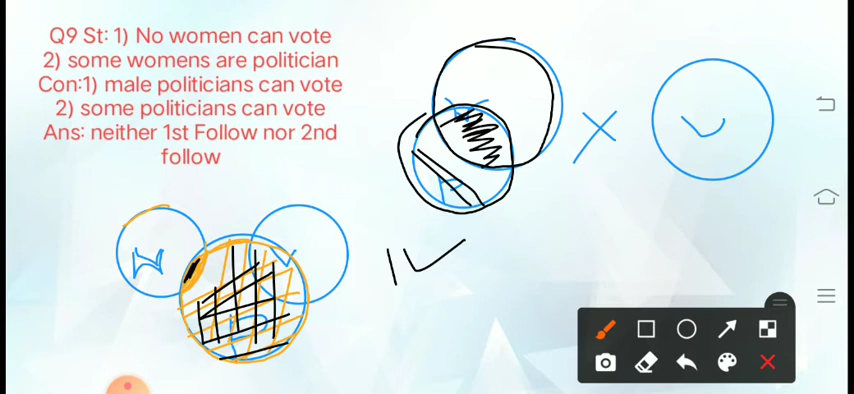 Q9 St: 1) No women can vote
2) some womens are politician
Con:1) male politicians can vote
2) some politicians can vote
Ans: neither 1st Follow nor 2nd
follow
V
V
P